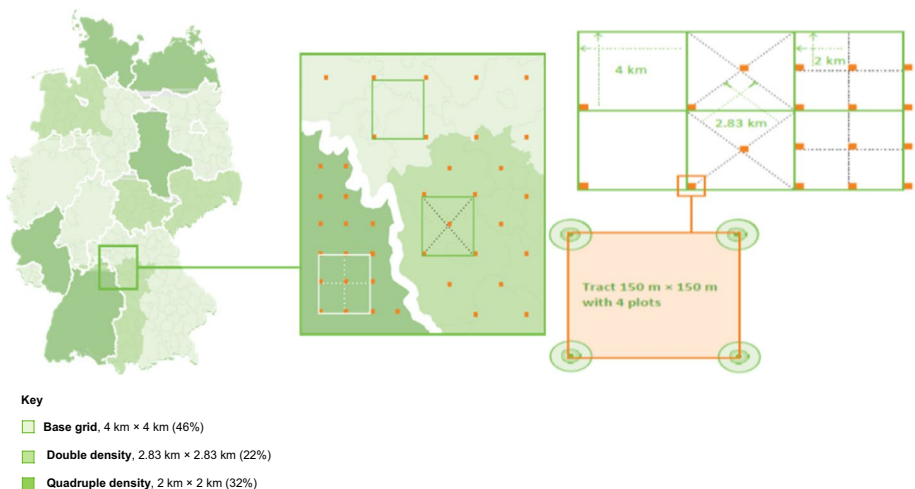 4 km
2 km
2.83 km
Tract 150 m × 150 m
with 4 plots
Key
Base grid, 4 km × 4 km (46%)
Double density, 2.83 km × 2.83 km (22%)
Quadruple density, 2 km × 2 km (32%)